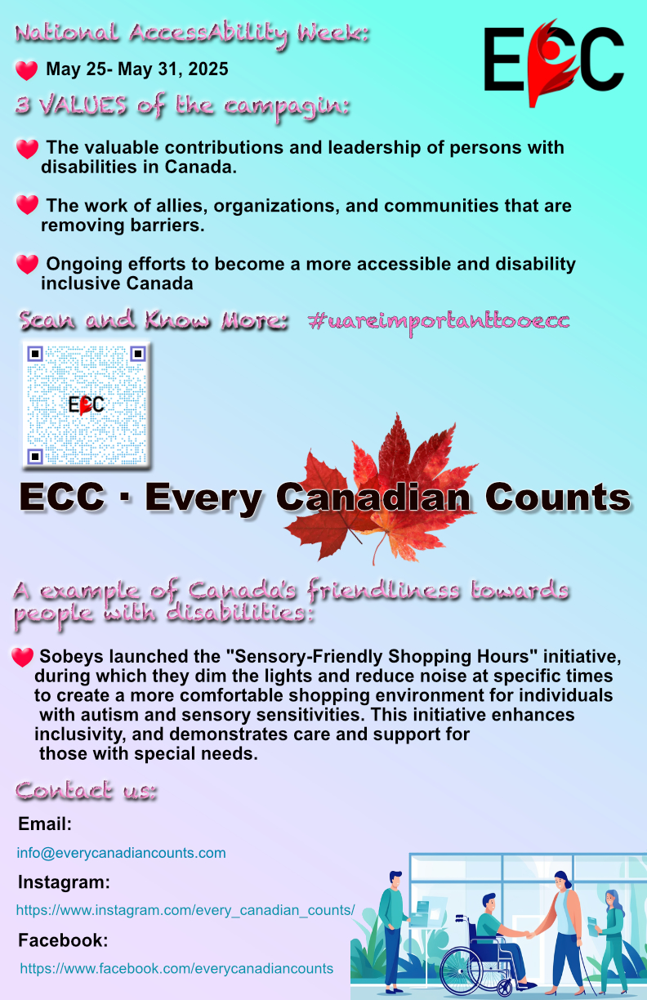 National AccessAbility Week:
ECC
May 25- May 31, 2025
3 VALUES of the campagin:
The valuable contributions and leadership of persons with
disabilities in Canada.
The work of allies, organizations, and communities that are
removing barriers.
Ongoing efforts to become a more accessible and disability
inclusive Canada
Scan and Know More: #uareimportanttooecc
ECC
ECC · Every Canadian Counts
A example of Canada's friendliness towards
people with disabilities:
Sobeys launched the "Sensory-Friendly Shopping Hours" initiative,
during which they dim the lights and reduce noise at specific times
to create a more comfortable shopping environment for individuals
with autism and sensory sensitivities. This initiative enhances
inclusivity, and demonstrates care and support for
those with special needs.
Contact us:
Email:
info@everycanadiancounts.com
Instagram:
https://www.instagram.com/every_canadian_counts/
Facebook:
https://www.facebook.com/everycanadiancounts